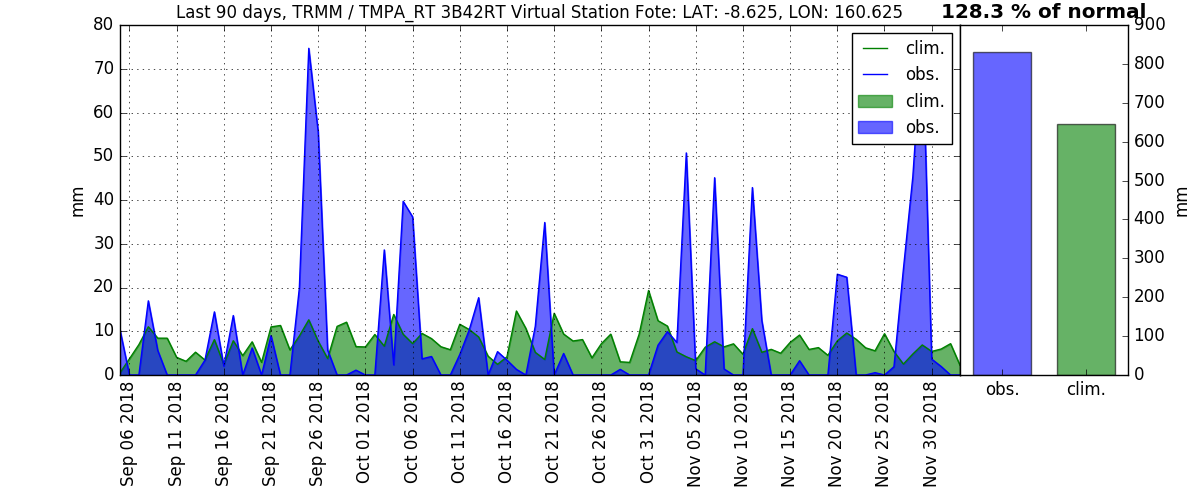 Last 90 days, TRMM / TMPA_RT 3B42RT Virtual Station Fote: LAT: -8.625, LON: 160.625
128.3 % of normal
80
70
60
50
40
30
20
10
0
mm
clim.
obs.
clim.
obs.
Sep 06 2018
Sep 11 2018
Sep 16 2018
Sep 21 2018
Sep 26 2018
Oct 01 2018
Oct 06 2018
Oct 11 2018
Oct 16 2018
Oct 21 2018
Oct 26 2018
Oct 31 2018
Nov 05 2018
Nov 10 2018
Nov 15 2018
Nov 20 2018
Nov 25 2018
Nov 30 2018
900
800
700
600
500
400
300
200
100
0
mm
obs.
clim.